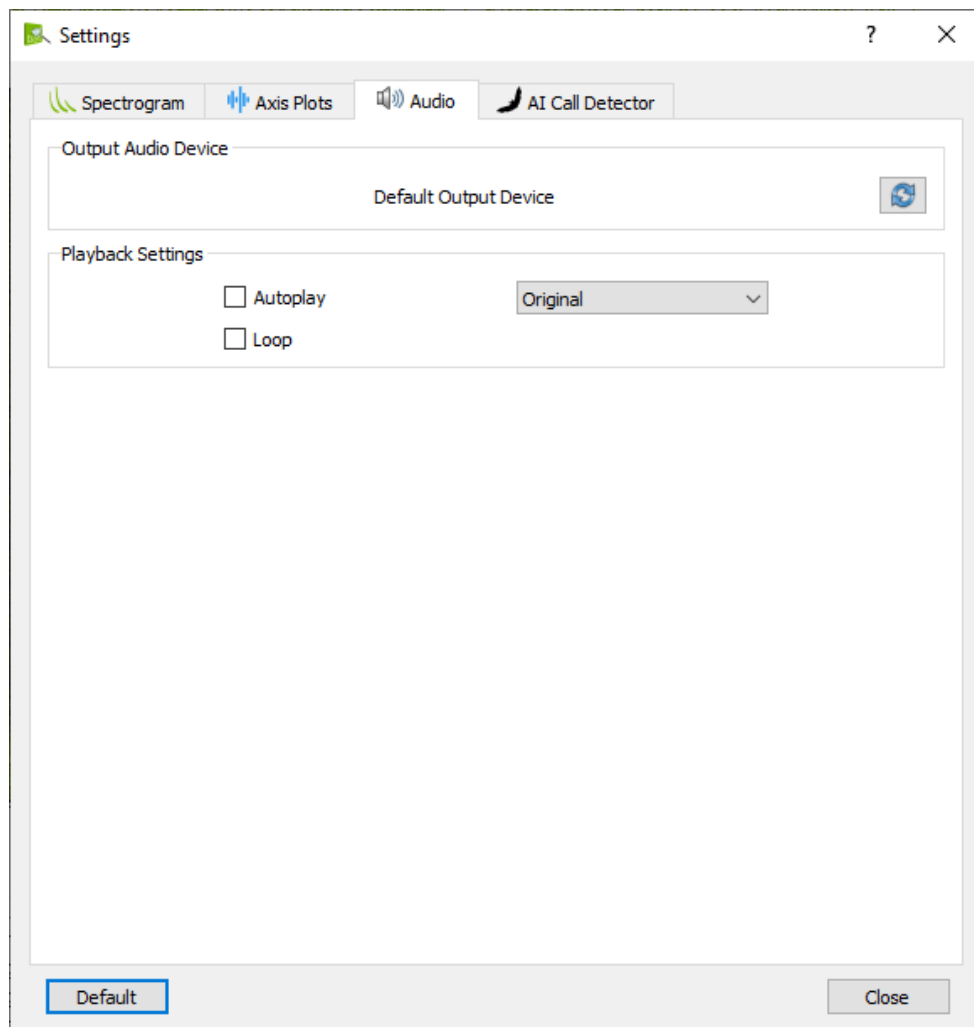 Settings
?
Spectrogram
Axis Plots
Audio
AI Call Detector
Output Audio Device
Default Output Device
Playback Settings
Autoplay
Original
Loop
Default
Close